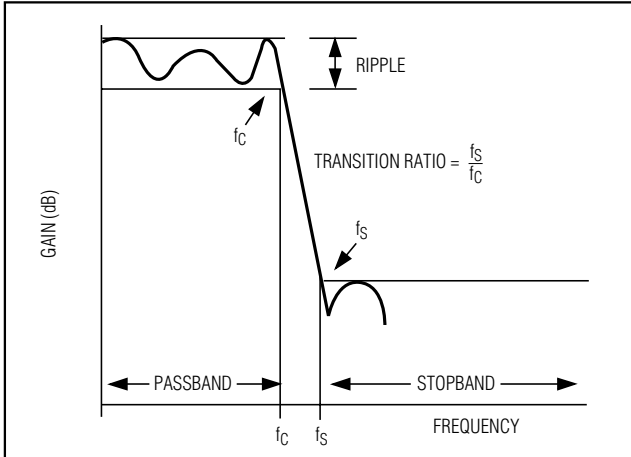 RIPPLE
fC
TRANSITION RATIO = fS/fC
fS
GAIN (dB)
PASSBAND
STOPBAND
fC
fS
FREQUENCY